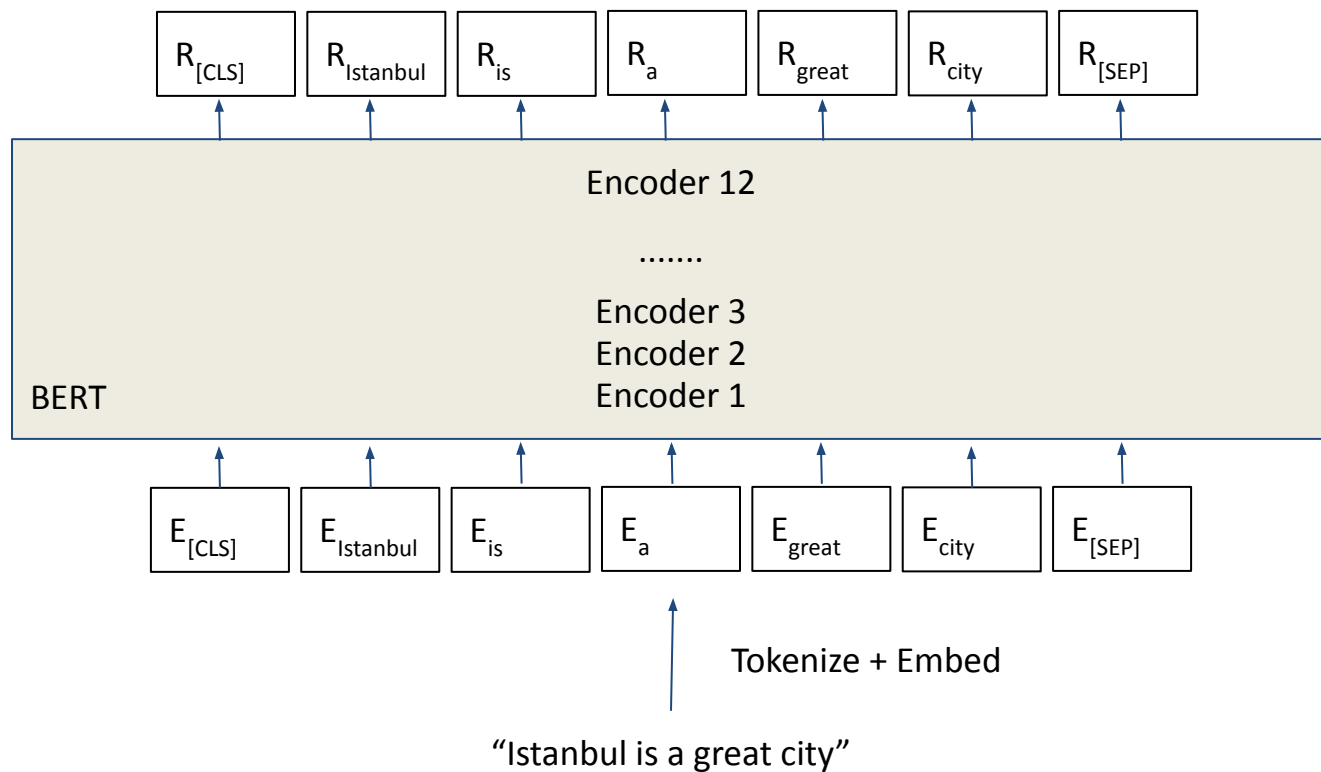 R[CLS] RIstanbul Ris Ra Rgreat Rcity R[SEP]
Encoder 12
.......
Encoder 3
Encoder 2
Encoder 1
BERT
E[CLS] EIstanbul Eis Ea Egreat Ecity E[SEP]
Tokenize + Embed
“Istanbul is a great city”